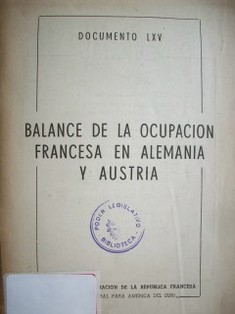 DOCUMENTO LXV
BALANCE DE LA OCUPACION
FRANCESA EN ALEMANIA
Y AUSTRIA
PODER LEGISLATIVO
BIBLIOTECA
RACION DE LA REPUBLICA FRANCESA
PARA AMERICA DEL